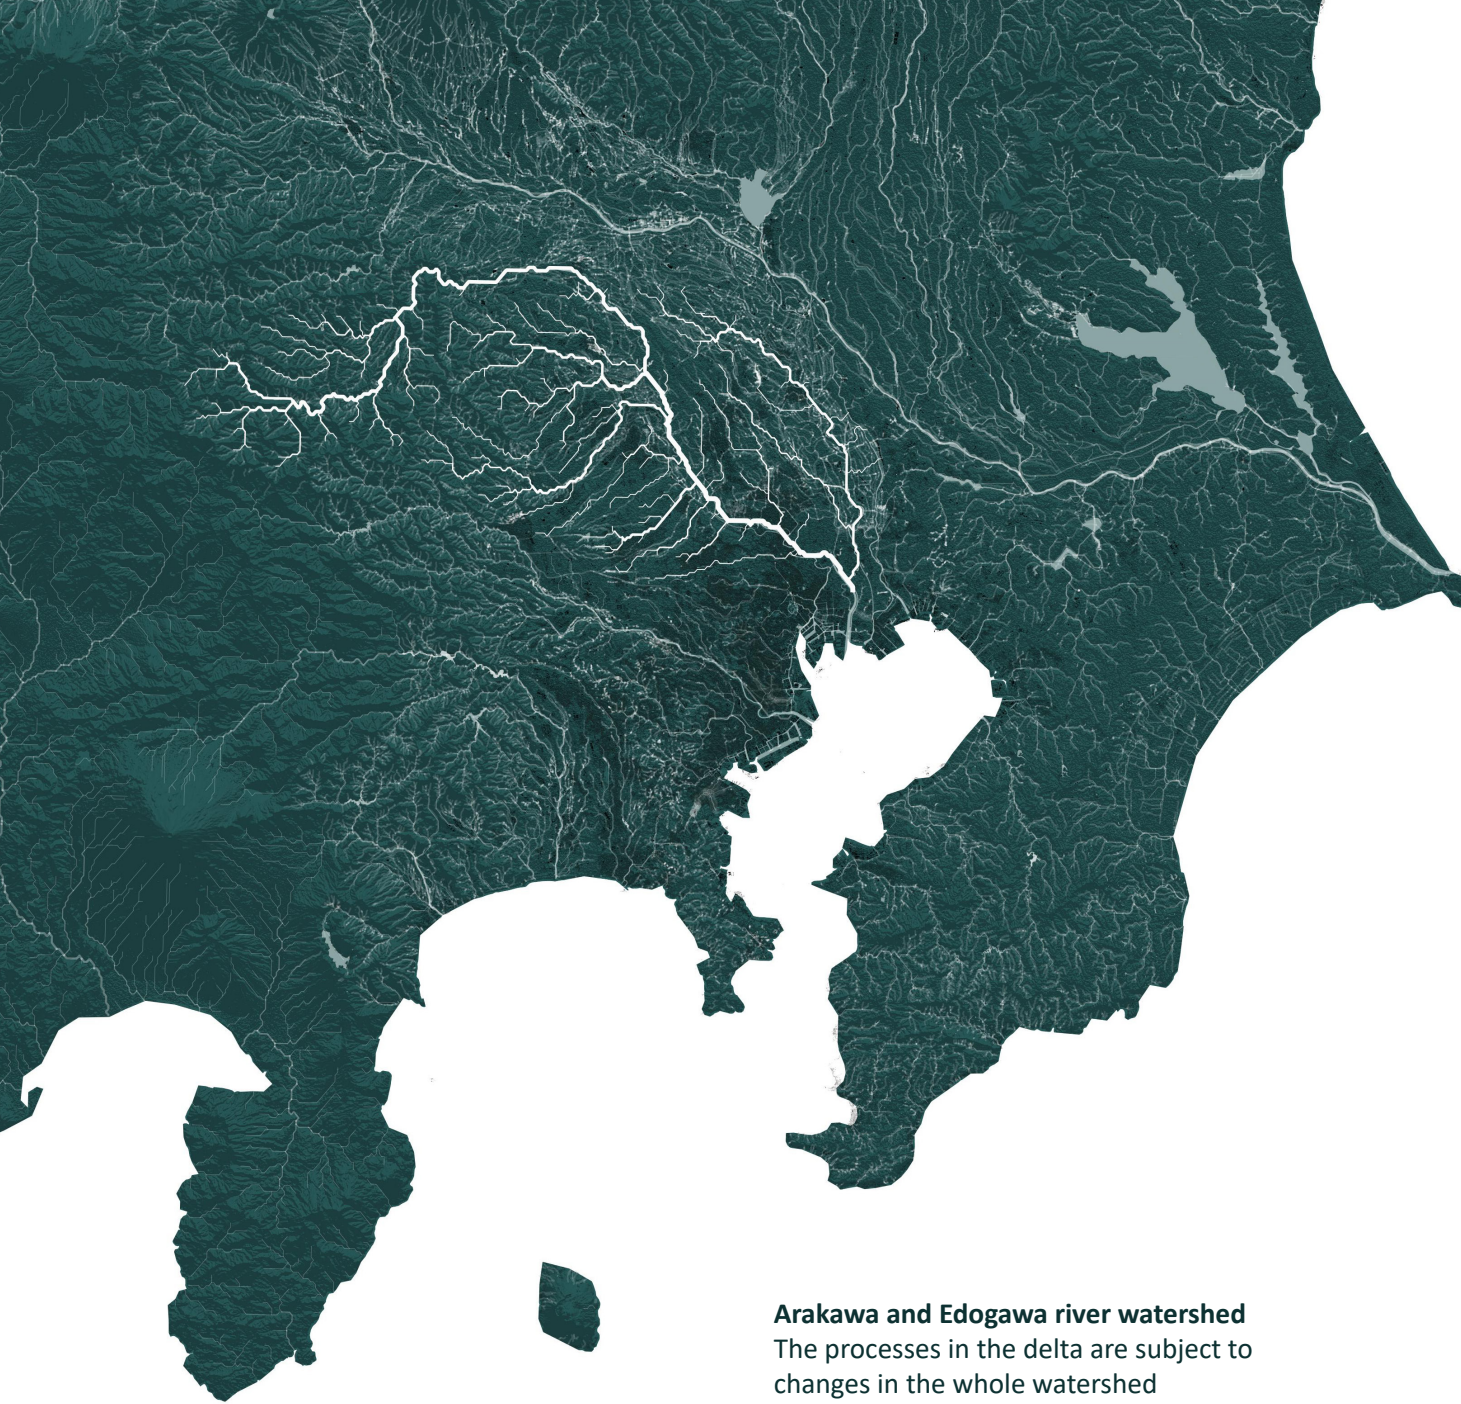 Arakawa and Edogawa river watershed
The processes in the delta are subject to
changes in the whole watershed